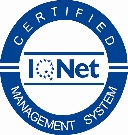 CERTIFIED
IQNet
MANAGEMENT SYSTEM